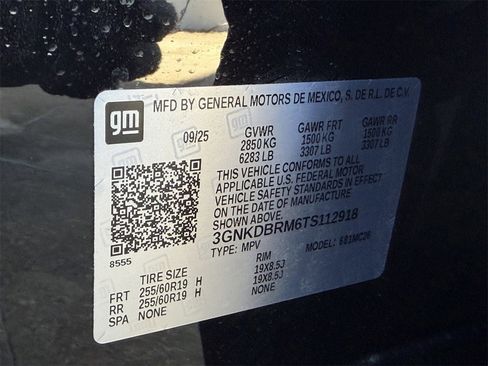 MFD BY GENERAL MOTORS DE MEXICO, S. DE R.L. DE C.V.
gm
09/25 GVWR GAWR FRT GAWR RR
2850 KG 1500 KG 1500 KG
6283 LB 3307 LB 3307 LB
THIS VEHICLE CONFORMS TO ALL
APPLICABLE U.S. FEDERAL MOTOR
VEHICLE SAFETY STANDARDS IN EFFECT
ON THE DATE OF MANUFACTURE
SHOWN ABOVE.
3GNKDBRM6TS112918
8555 TYPE: MPV MODEL: 681MC26
TIRE SIZE RIM
FRT 255/60R19 H 19X8.5J
RR 255/60R19 H 19X8.5J
SPA NONE NONE